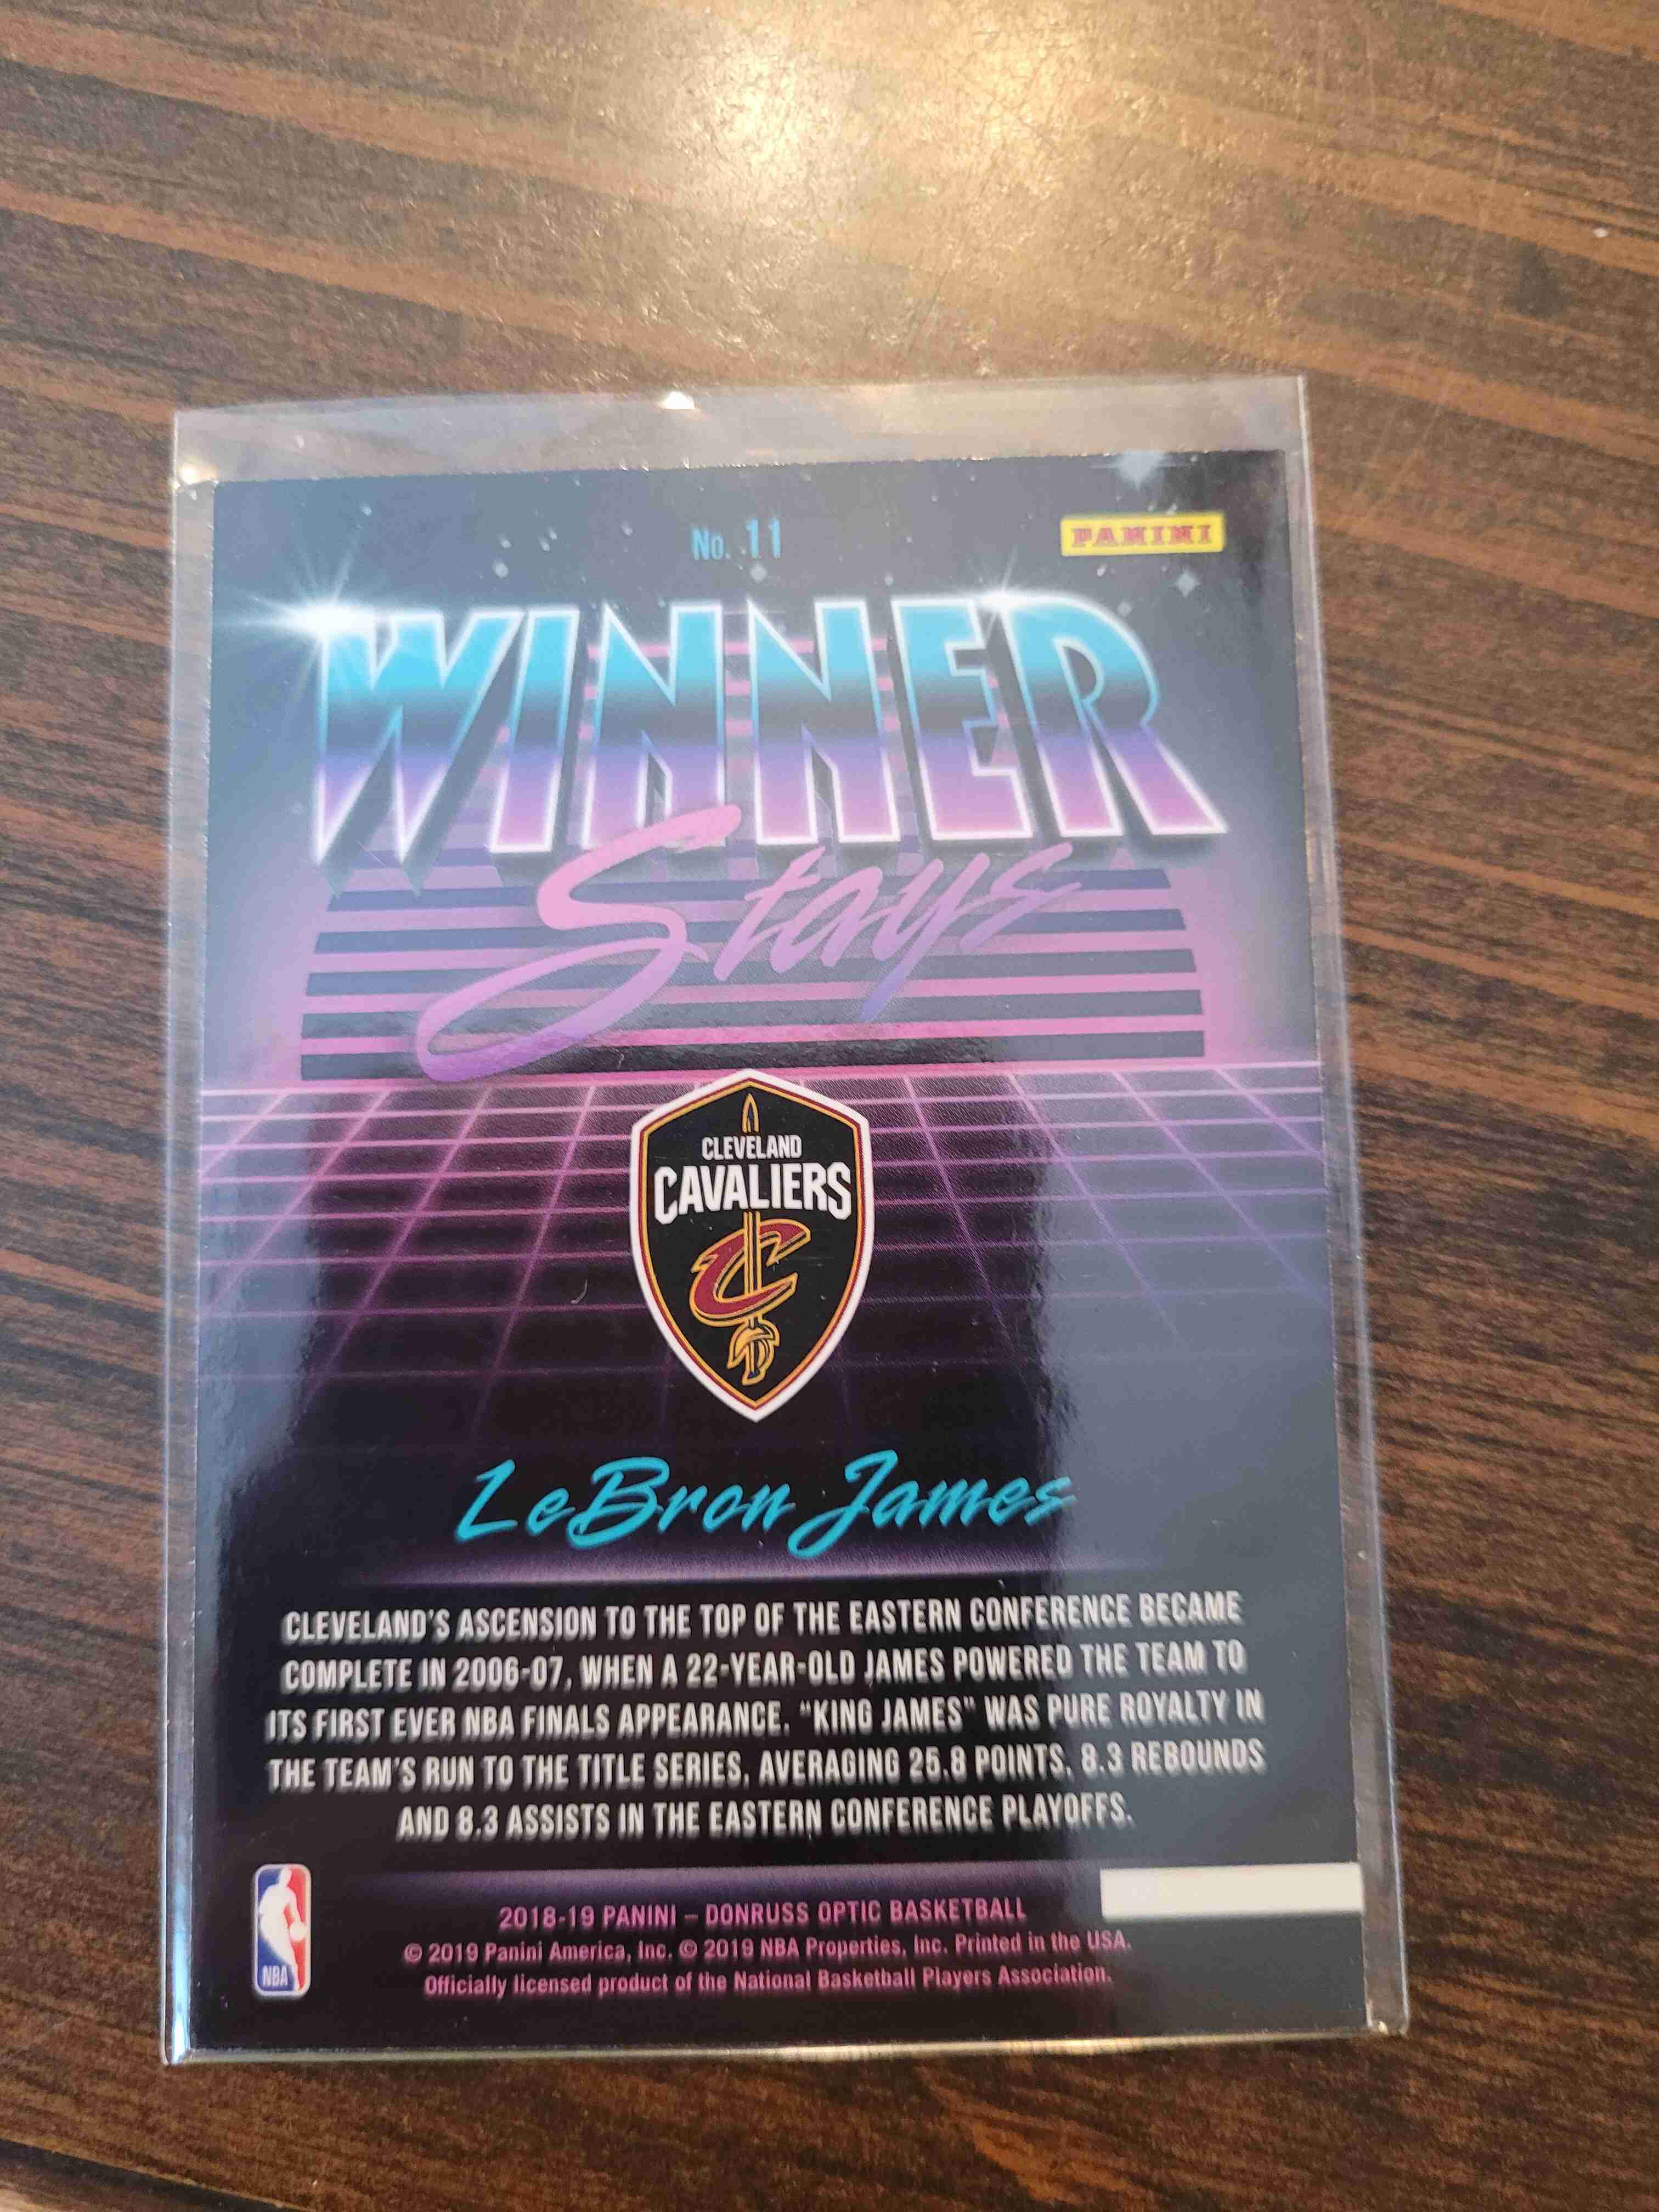 No. 11
PANINI
WINNER
Stays
CLEVELAND
CAVALIERS
C
LeBron James
CLEVELAND'S ASCENSION TO THE TOP OF THE EASTERN CONFERENCE BECAME
COMPLETE IN 2006-07, WHEN A 22-YEAR-OLD JAMES POWERED THE TEAM TO
ITS FIRST EVER NBA FINALS APPEARANCE. "KING JAMES" WAS PURE ROYALTY IN
THE TEAM'S RUN TO THE TITLE SERIES, AVERAGING 25.8 POINTS, 8.3 REBOUNDS
AND 8.3 ASSISTS IN THE EASTERN CONFERENCE PLAYOFFS.
NBA
2018-19 PANINI – DONRUSS OPTIC BASKETBALL
© 2019 Panini America, Inc. © 2019 NBA Properties, Inc. Printed in the USA.
Officially licensed product of the National Basketball Players Association.